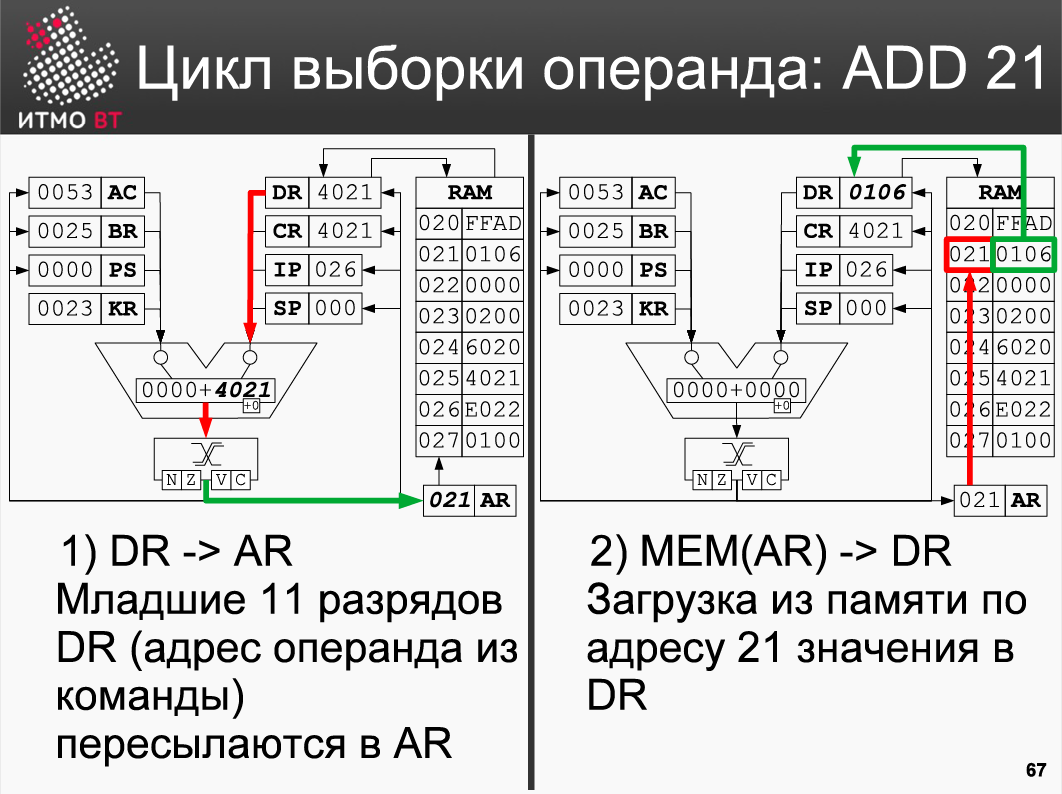 ИТМО ВТ
Цикл выборки операнда: ADD 21
0053 AC
0025 BR
0000 PS
0023 KR
DR 4021
CR 4021
IP 026
SP 000
RAM
020 FFAD
021 0106
022 0000
023 0200
024 6020
025 4021
026 E022
027 0100
0000+4021
+0
N Z V C
021 AR
1) DR -> AR
Младшие 11 разрядов
DR (адрес операнда из
команды)
пересылаются в AR
0053 AC
0025 BR
0000 PS
0023 KR
DR 0106
CR 4021
IP 026
SP 000
RAM
020 FFAD
021 0106
022 0000
023 0200
024 6020
025 4021
026 E022
027 0100
0000+0000
+0
N Z V C
021 AR
2) MEM(AR) -> DR
Загрузка из памяти по
адресу 21 значения в
DR
67